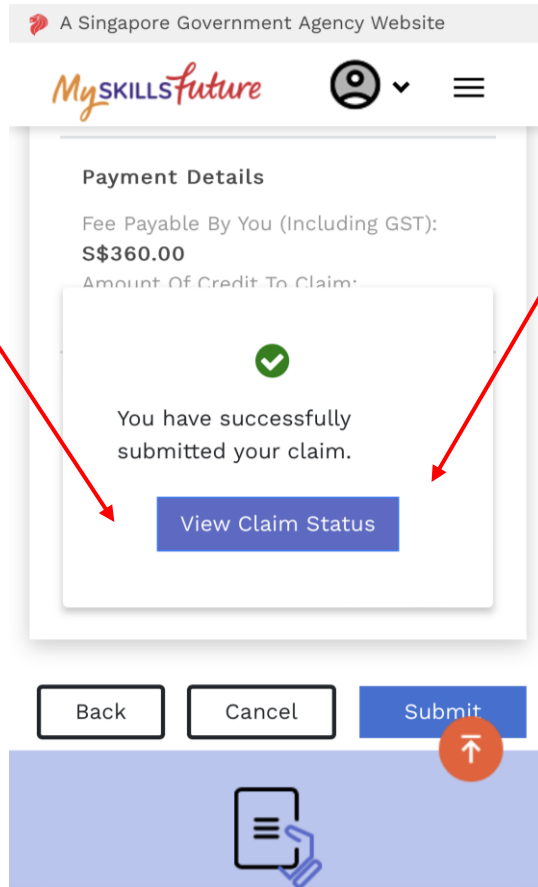 A Singapore Government Agency Website
MySKILLSfuture
Payment Details
Fee Payable By You (Including GST):
S$360.00
Amount Of Credit To Claim:
You have successfully
submitted your claim.
View Claim Status
Back
Cancel
Submit